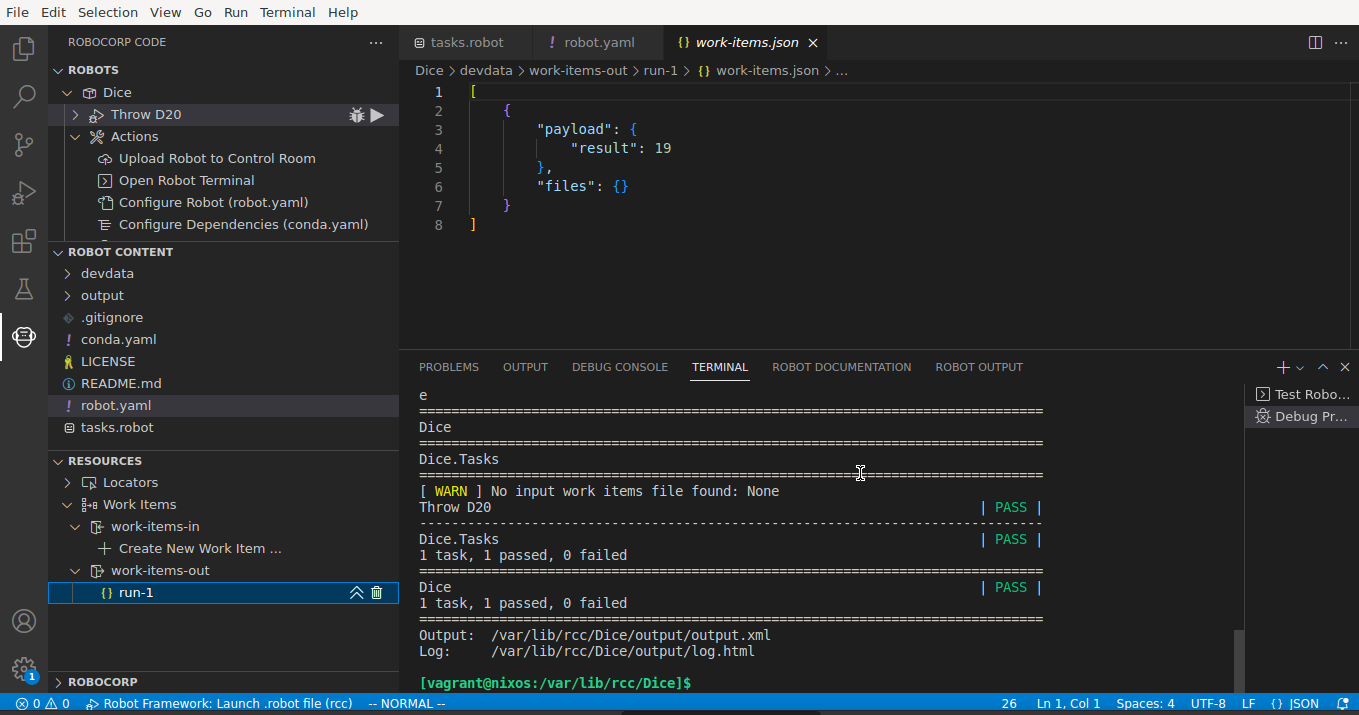 File Edit Selection View Go Run Terminal Help
ROBOCORP CODE
ROBOTS
Dice
Throw D20
Actions
Upload Robot to Control Room
Open Robot Terminal
Configure Robot (robot.yaml)
Configure Dependencies (conda.yaml)
ROBOT CONTENT
devdata
output
.gitignore
conda.yaml
LICENSE
README.md
robot.yaml
tasks.robot
RESOURCES
Locators
Work Items
work-items-in
Create New Work Item ...
work-items-out
run-1
ROBOCORP
tasks.robot robot.yaml work-items.json
Dice > devdata > work-items-out > run-1 > {} work-items.json > ...
1 [
2 {
3 "payload": {
4 "result": 19
5 },
6 "files": {}
7 }
8 ]
PROBLEMS OUTPUT DEBUG CONSOLE TERMINAL ROBOT DOCUMENTATION ROBOT OUTPUT
e
==============================================================================
Dice
==============================================================================
Dice.Tasks
==============================================================================
[ WARN ] No input work items file found: None
Throw D20 | PASS |
------------------------------------------------------------------------------
Dice.Tasks | PASS |
1 task, 1 passed, 0 failed
==============================================================================
Dice | PASS |
1 task, 1 passed, 0 failed
==============================================================================
Output: /var/lib/rcc/Dice/output/output.xml
Log: /var/lib/rcc/Dice/output/log.html
[vagrant@nixos:/var/lib/rcc/Dice]$
Test Robo...
Debug Pr...
1
0 0 Robot Framework: Launch .robot file (rcc) -- NORMAL -- 26 Ln 1, Col 1 Spaces: 4 UTF-8 LF {} JSON